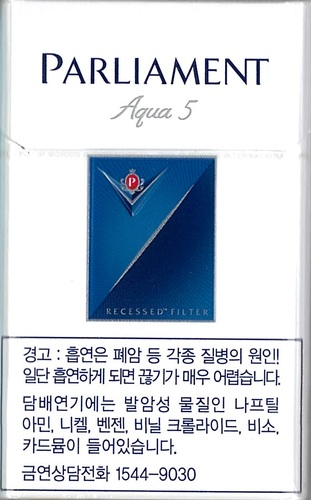 PARLIAMENT
Aqua 5
P
RECESSED™ FILTER
경고 : 흡연은 폐암 등 각종 질병의 원인!!
일단 흡연하게 되면 끊기가 매우 어렵습니다.
담배연기에는 발암성 물질인 나프틸
아민, 니켈, 벤젠, 비닐 크롤라이드, 비소,
카드뮴이 들어있습니다.
금연상담전화 1544-9030